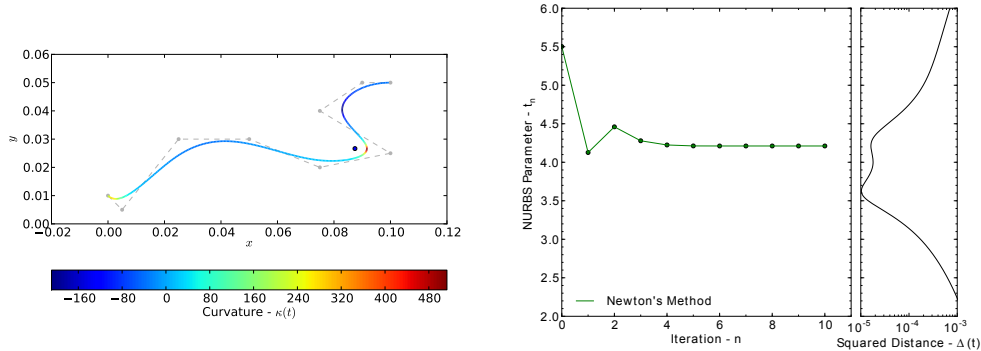 0.06
0.05
0.04
0.03
0.02
0.01
0.00
y
−0.02 0.00 0.02 0.04 0.06 0.08 0.10 0.12
x
−160 −80 0 80 160 240 320 400 480
Curvature - κ(t)
6.0
5.5
5.0
4.5
4.0
3.5
3.0
2.5
2.0
NURBS Parameter - tₙ
Newton's Method
0 2 4 6 8 10
Iteration - n
10⁻⁵ 10⁻⁴ 10⁻³
Squared Distance - Δ(t)